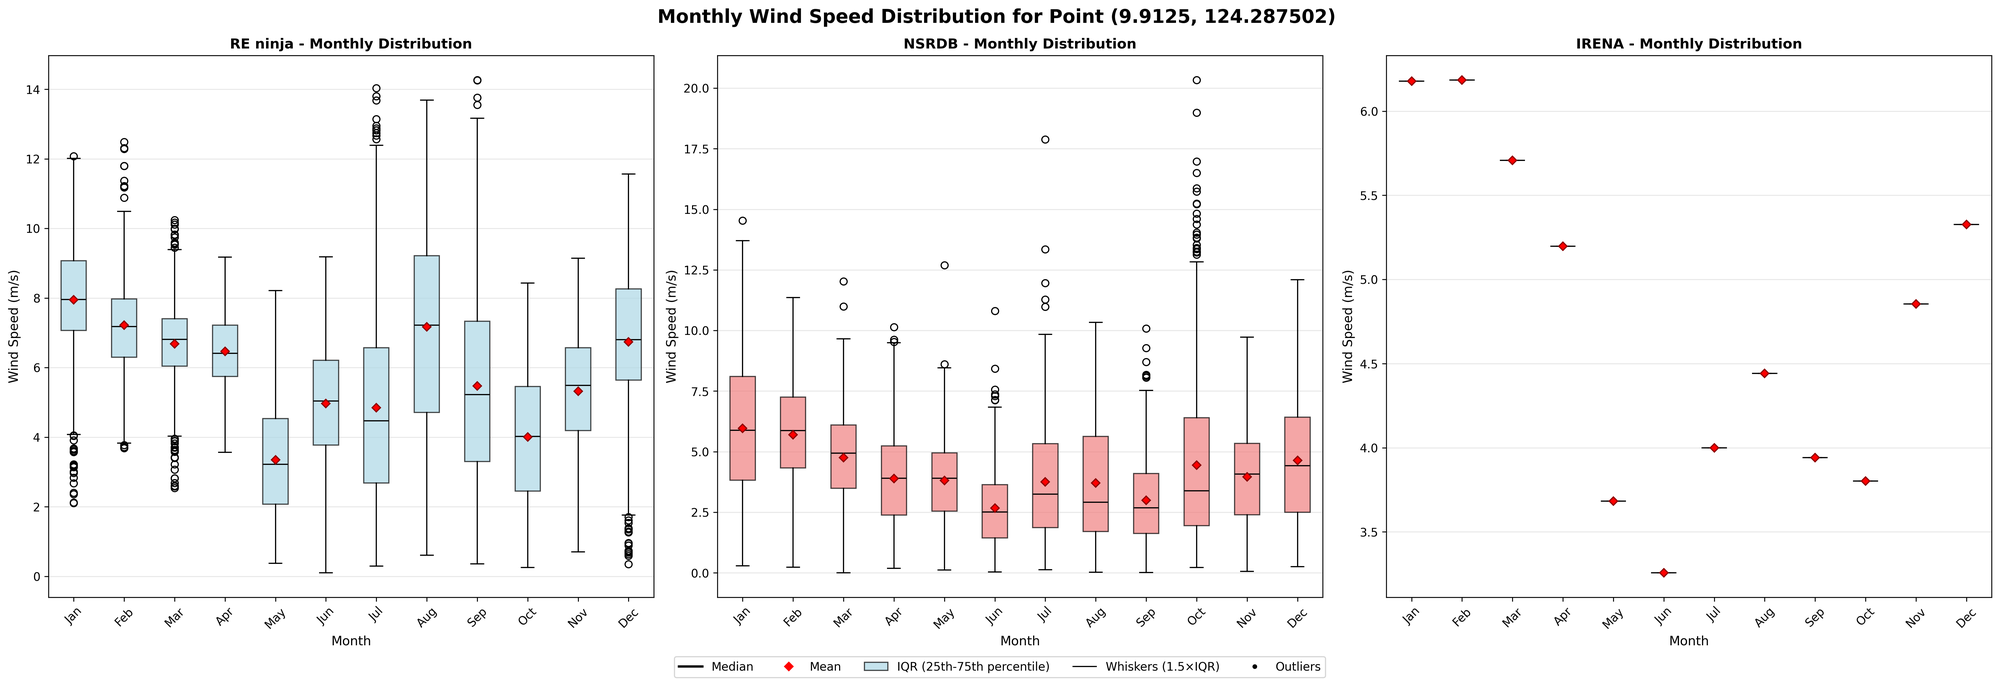 Monthly Wind Speed Distribution for Point (9.9125, 124.287502)
RE ninja - Monthly Distribution
Wind Speed (m/s)
14
12
10
8
6
4
2
0
Jan Feb Mar Apr May Jun Jul Aug Sep Oct Nov Dec
Month
NSRDB - Monthly Distribution
Wind Speed (m/s)
20.0
17.5
15.0
12.5
10.0
7.5
5.0
2.5
0.0
Jan Feb Mar Apr May Jun Jul Aug Sep Oct Nov Dec
Month
IRENA - Monthly Distribution
Wind Speed (m/s)
6.0
5.5
5.0
4.5
4.0
3.5
Jan Feb Mar Apr May Jun Jul Aug Sep Oct Nov Dec
Month
Median Mean IQR (25th-75th percentile) Whiskers (1.5×IQR) Outliers